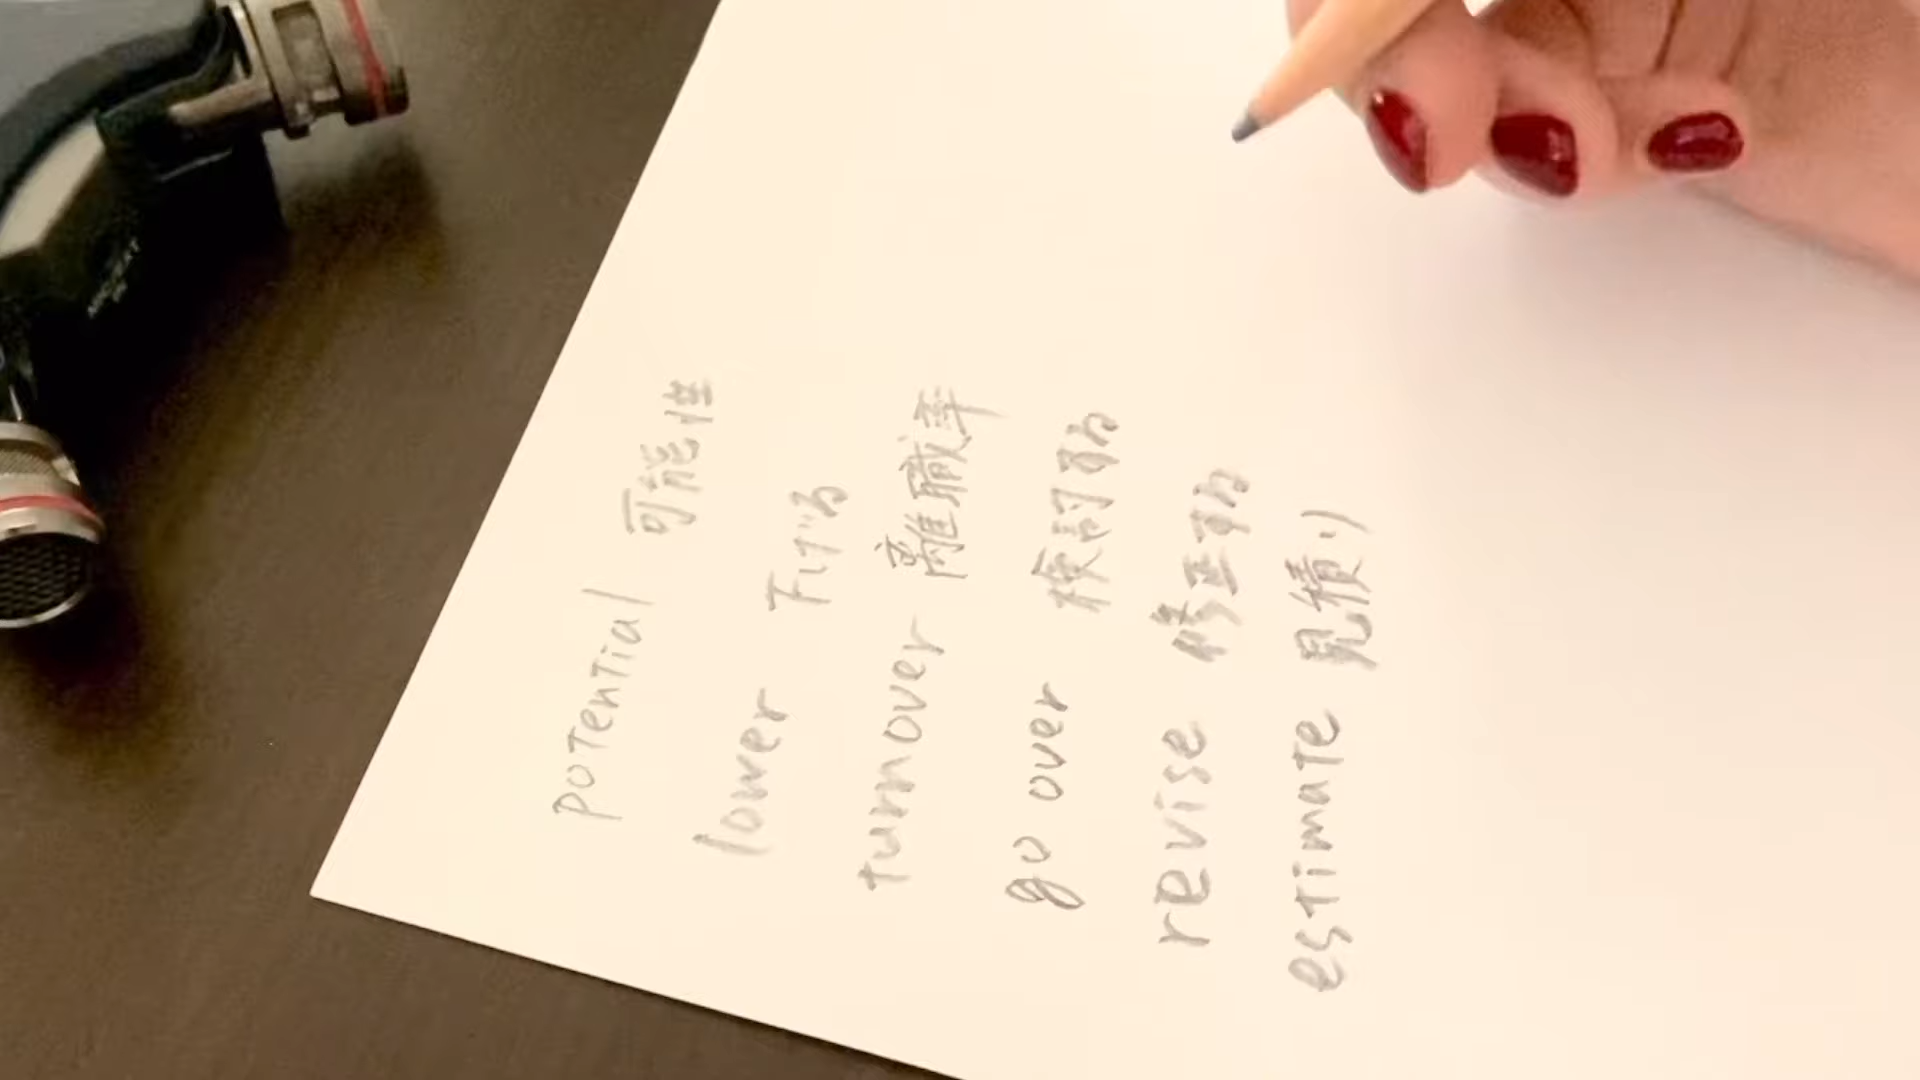 potential 可能性
lower 下げる
turnover 離職率
go over 検討する
revise 修正する
estimate 見積り